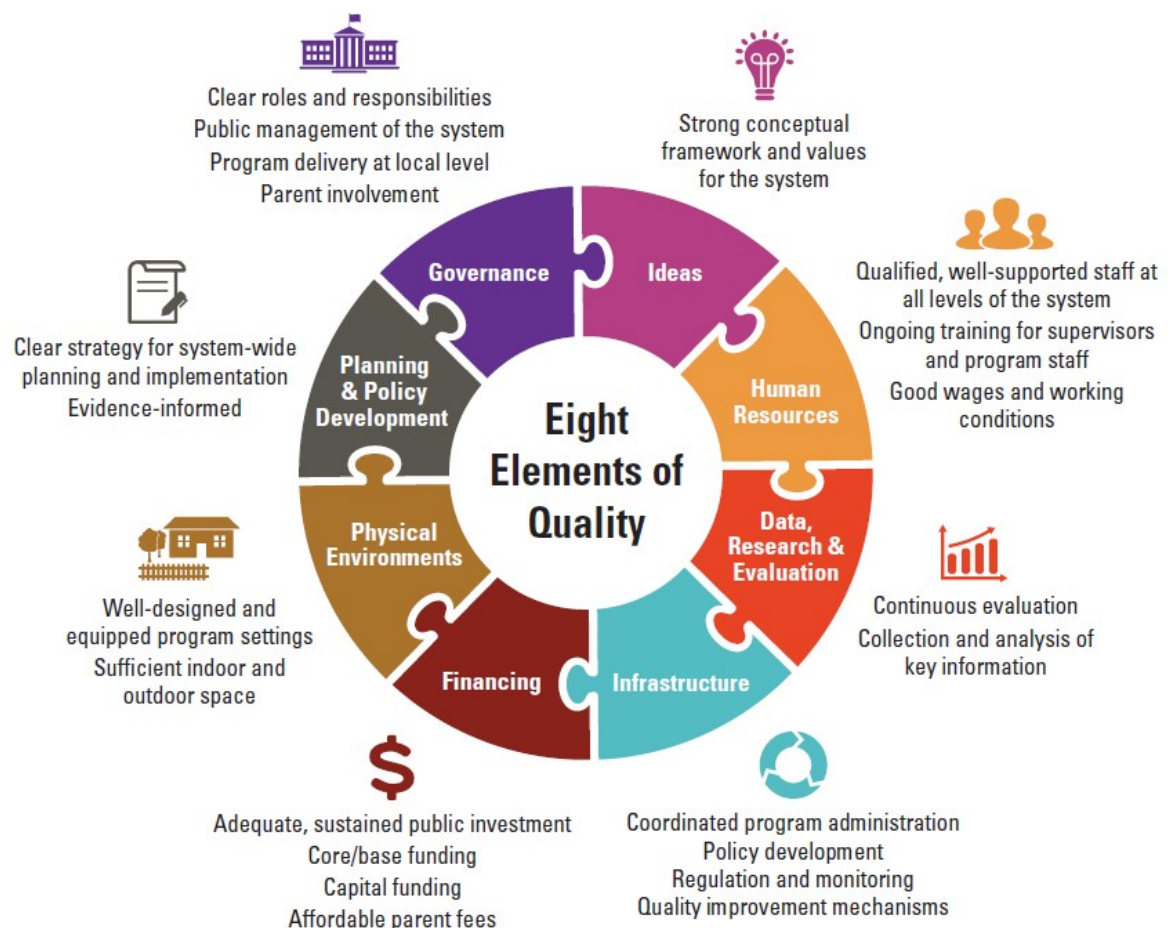 Clear roles and responsibilities
Public management of the system
Program delivery at local level
Parent involvement
Strong conceptual
framework and values
for the system
Qualified, well-supported staff at
all levels of the system
Ongoing training for supervisors
and program staff
Good wages and working
conditions
Clear strategy for system-wide
planning and implementation
Evidence-informed
Governance
Ideas
Planning
& Policy
Development
Human
Resources
Eight
Elements of
Quality
Physical
Environments
Data,
Research &
Evaluation
Financing
Infrastructure
Well-designed and
equipped program settings
Sufficient indoor and
outdoor space
Continuous evaluation
Collection and analysis of
key information
$
Adequate, sustained public investment
Core/base funding
Capital funding
Affordable parent fees
Coordinated program administration
Policy development
Regulation and monitoring
Quality improvement mechanisms